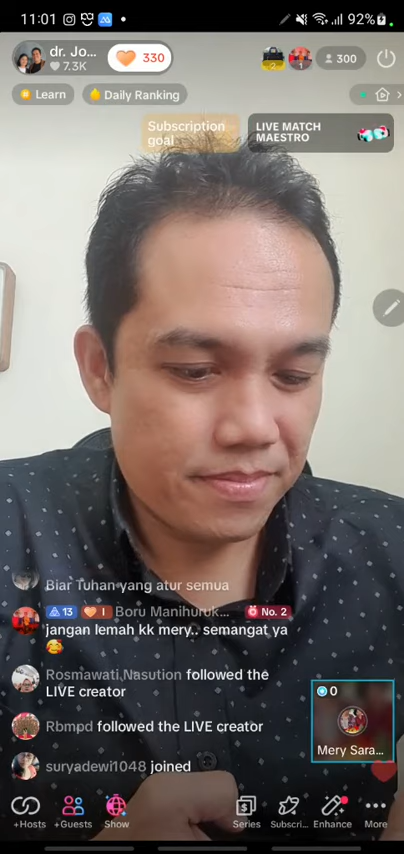 11:01
92%
dr. Jo...
7.3K
330
2
1
300
Learn
Daily Ranking
Subscription
goal
LIVE MATCH
MAESTRO
Biar Tuhan yang atur semua
13 I Boru Manihuruk... No. 2
jangan lemah kk mery.. semangat ya
Rosmawati Nasution followed the
LIVE creator
Rbmpd followed the LIVE creator
suryadewi1048 joined
0
Mery Sara...
+Hosts
+Guests
Show
Series
Subscri...
Enhance
More